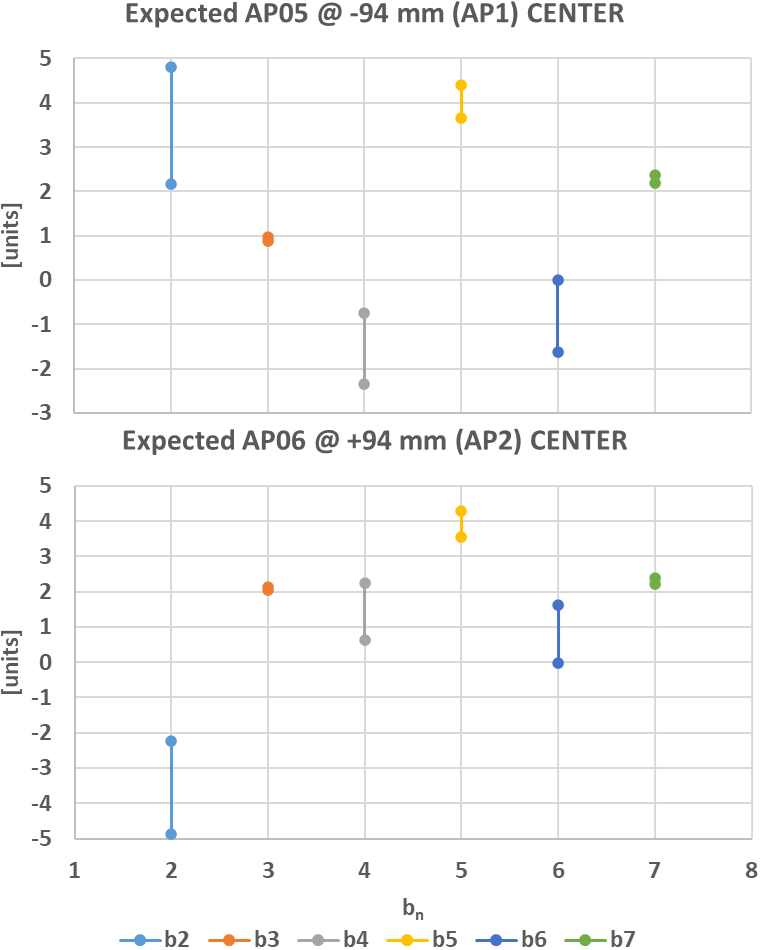 Expected AP05 @ -94 mm (AP1) CENTER
5
4
3
2
1
0
-1
-2
-3
[units]
Expected AP06 @ +94 mm (AP2) CENTER
5
4
3
2
1
0
-1
-2
-3
-4
-5
[units]
1 2 3 4 5 6 7 8
bn
b2 b3 b4 b5 b6 b7